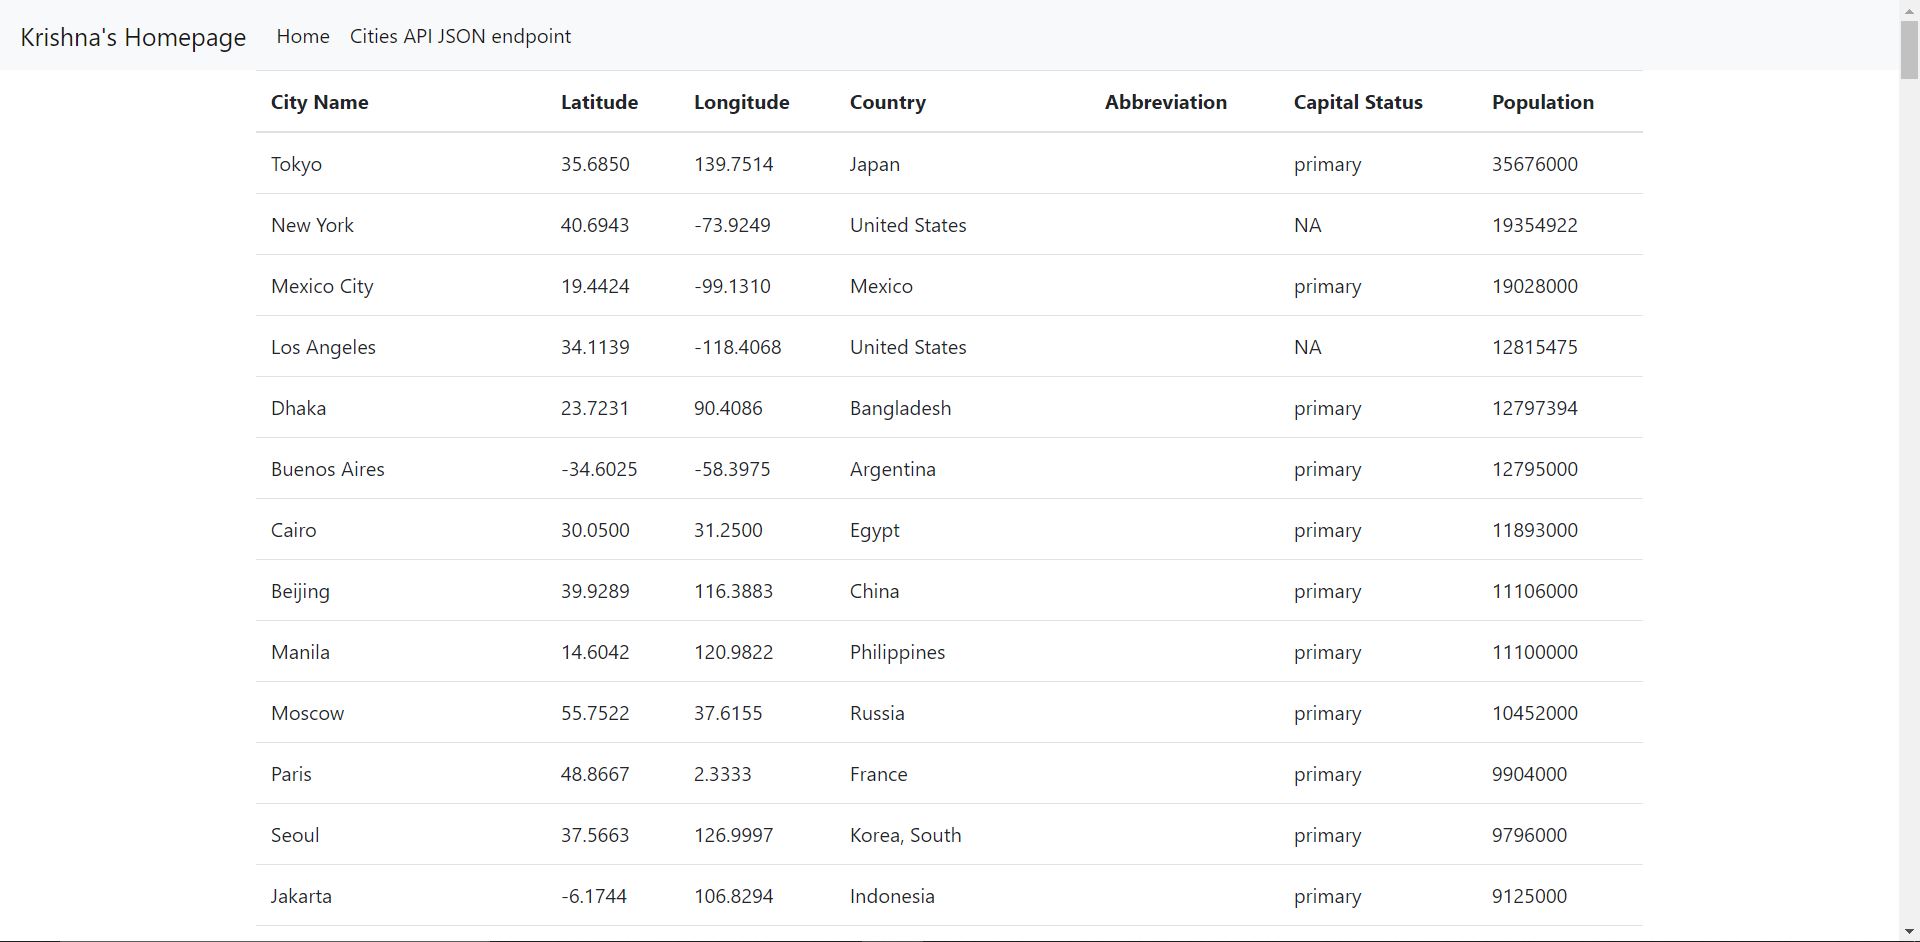 Krishna's Homepage Home Cities API JSON endpoint
City Name Latitude Longitude Country Abbreviation Capital Status Population
Tokyo 35.6850 139.7514 Japan primary 35676000
New York 40.6943 -73.9249 United States NA 19354922
Mexico City 19.4424 -99.1310 Mexico primary 19028000
Los Angeles 34.1139 -118.4068 United States NA 12815475
Dhaka 23.7231 90.4086 Bangladesh primary 12797394
Buenos Aires -34.6025 -58.3975 Argentina primary 12795000
Cairo 30.0500 31.2500 Egypt primary 11893000
Beijing 39.9289 116.3883 China primary 11106000
Manila 14.6042 120.9822 Philippines primary 11100000
Moscow 55.7522 37.6155 Russia primary 10452000
Paris 48.8667 2.3333 France primary 9904000
Seoul 37.5663 126.9997 Korea, South primary 9796000
Jakarta -6.1744 106.8294 Indonesia primary 9125000